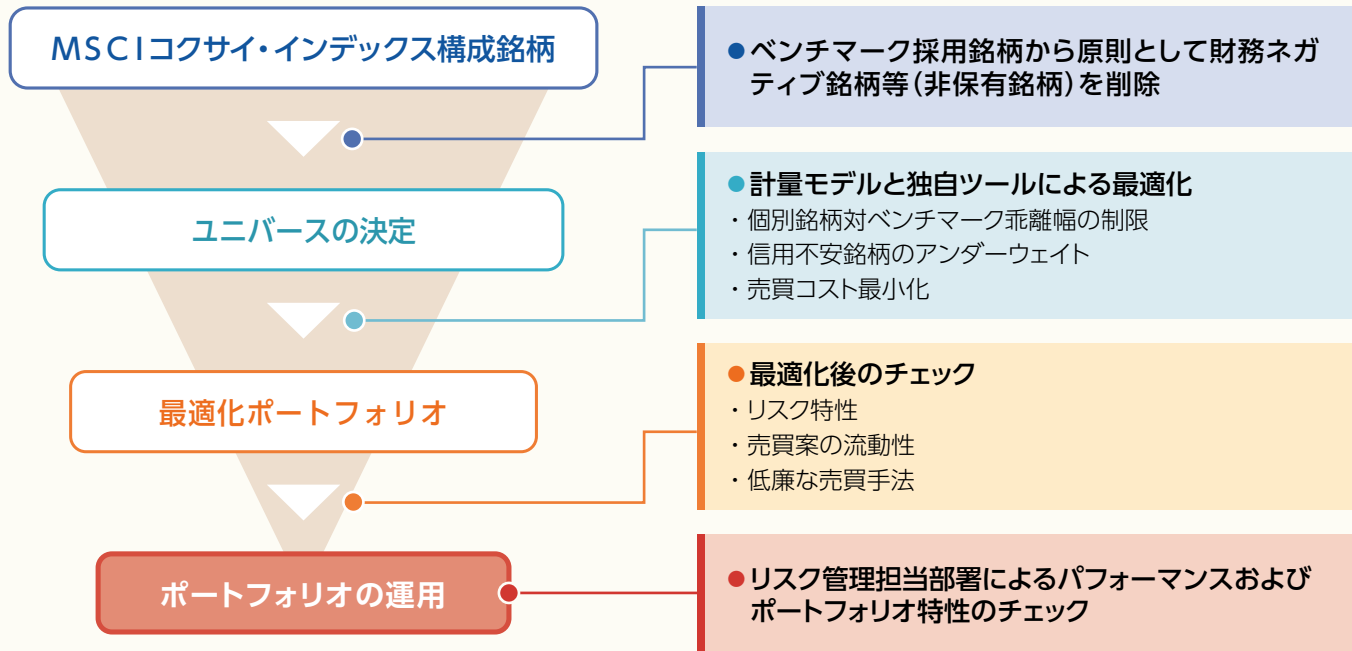 MSCIコクサイ・インデックス構成銘柄
●ベンチマーク採用銘柄から原則として財務ネガ
ティブ銘柄等(非保有銘柄)を削除
ユニバースの決定
●計量モデルと独自ツールによる最適化
・個別銘柄対ベンチマーク乖離幅の制限
・信用不安銘柄のアンダーウェイト
・売買コスト最小化
最適化ポートフォリオ
●最適化後のチェック
・リスク特性
・売買案の流動性
・低廉な売買手法
ポートフォリオの運用
●リスク管理担当部署によるパフォーマンスおよび
ポートフォリオ特性のチェック